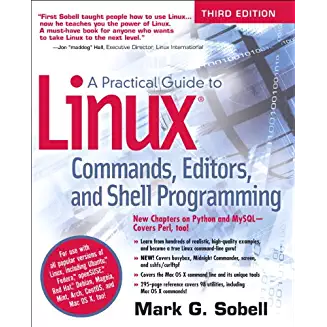 THIRD EDITION
"First Sobell taught people how to use Linux...
now he teaches you the power of Linux.
A must-have book for anyone who wants
to take Linux to the next level."
—Jon "maddog" Hall, Executive Director, Linux International
A Practical Guide to
Linux®
Commands, Editors,
and Shell Programming
New Chapters on Python and MySQL—
Covers Perl, too!
For use with
all popular versions of
Linux, including Ubuntu,™
Fedora,™ openSUSE,™
Red Hat,® Debian, Mageia,
Mint, Arch, CentOS, and
Mac OS X, too!
Learn from hundreds of realistic, high-quality examples,
and become a true Linux command-line guru!
NEW! Covers busybox, Midnight Commander, screen,
and sshfs/curlftpf
Covers the Mac OS X command line and its unique tools
295-page reference covers 98 utilities, including
Mac OS X commands!
Mark G. Sobell